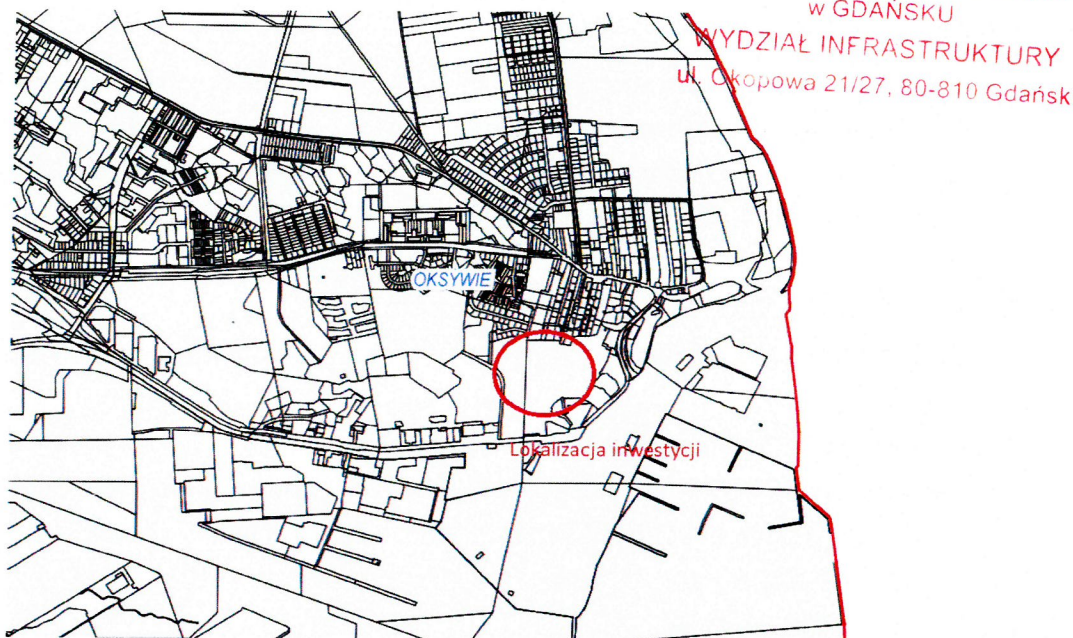 w GDAŃSKU
WYDZIAŁ INFRASTRUKTURY
ul. Okopowa 21/27, 80-810 Gdańsk
OKSYWIE
Lokalizacja inwestycji